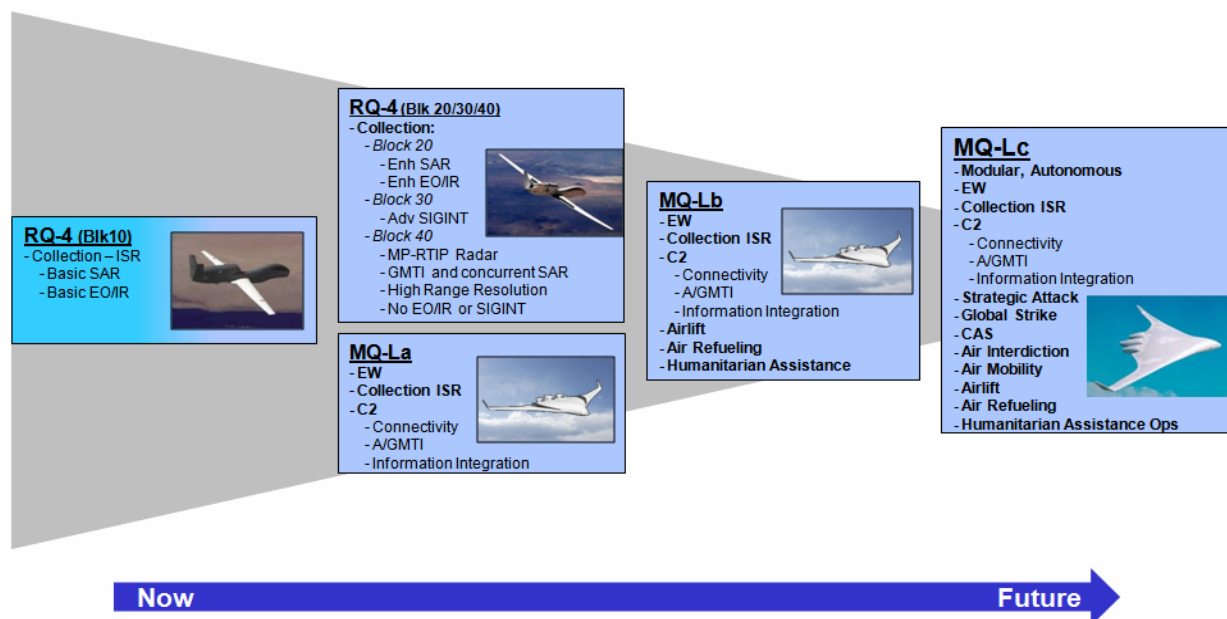 RQ-4 (Blk10)
- Collection – ISR
- Basic SAR
- Basic EO/IR
RQ-4 (Blk 20/30/40)
- Collection:
- Block 20
- Enh SAR
- Enh EO/IR
- Block 30
- Adv SIGINT
- Block 40
- MP-RTIP Radar
- GMTI and concurrent SAR
- High Range Resolution
- No EO/IR or SIGINT
MQ-La
- EW
- Collection ISR
- C2
- Connectivity
- A/GMTI
- Information Integration
MQ-Lb
- EW
- Collection ISR
- C2
- Connectivity
- A/GMTI
- Information Integration
- Airlift
- Air Refueling
- Humanitarian Assistance
MQ-Lc
- Modular, Autonomous
- EW
- Collection ISR
- C2
- Connectivity
- A/GMTI
- Information Integration
- Strategic Attack
- Global Strike
- CAS
- Air Interdiction
- Air Mobility
- Airlift
- Air Refueling
- Humanitarian Assistance Ops
Now
Future